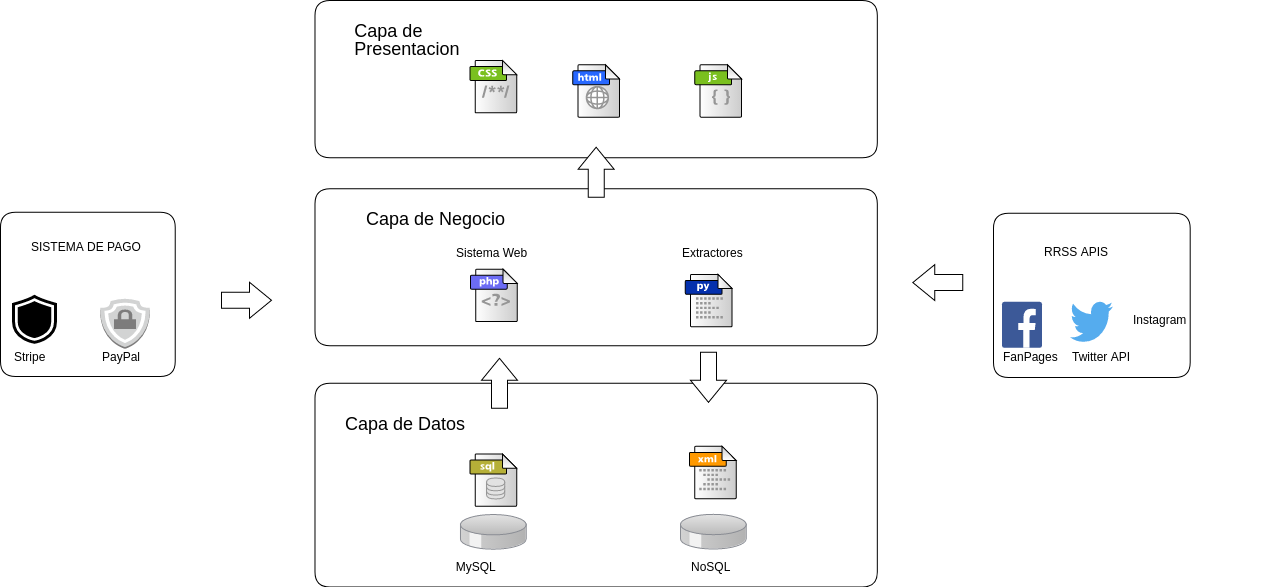 Capa de
Presentacion
CSS
/**/
html
js
{ }
Capa de Negocio
Sistema Web
Extractores
php
<?>
py
SISTEMA DE PAGO
Stripe
PayPal
RRSS APIS
Instagram
FanPages
Twitter API
Capa de Datos
sql
xml
MySQL
NoSQL